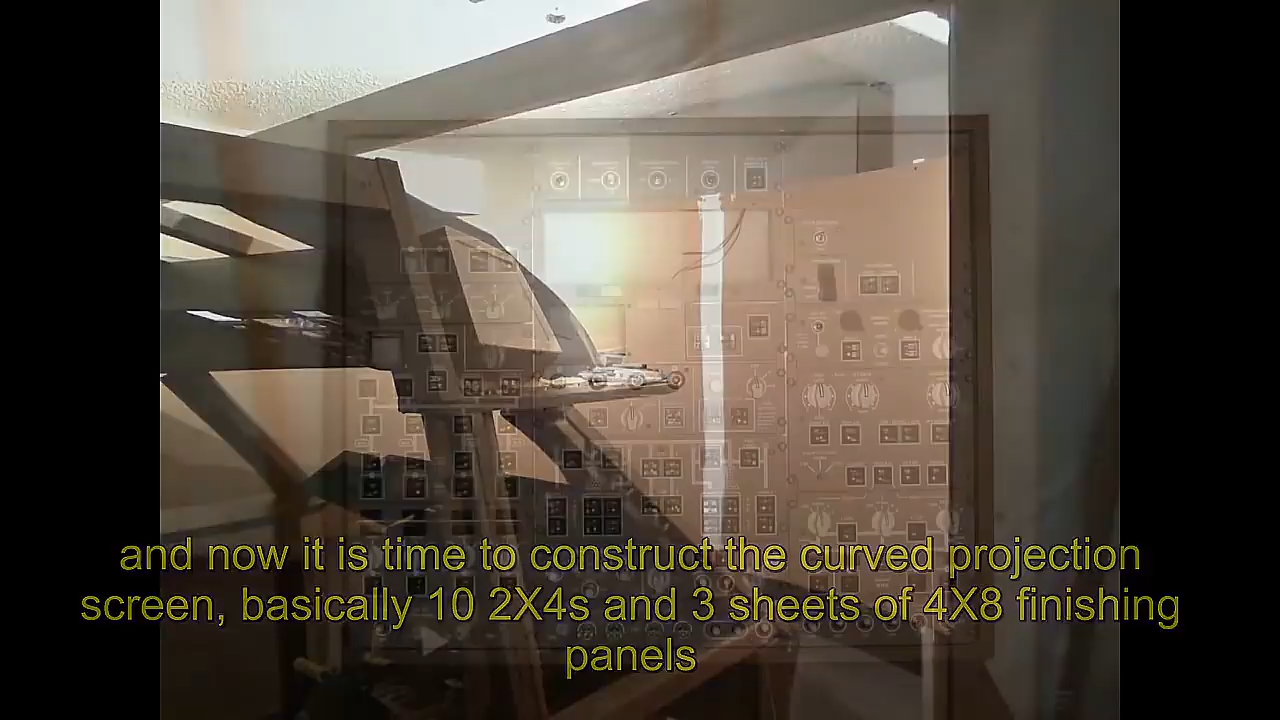 and now it is time to construct the curved projection
screen, basically 10 2X4s and 3 sheets of 4X8 finishing
panels